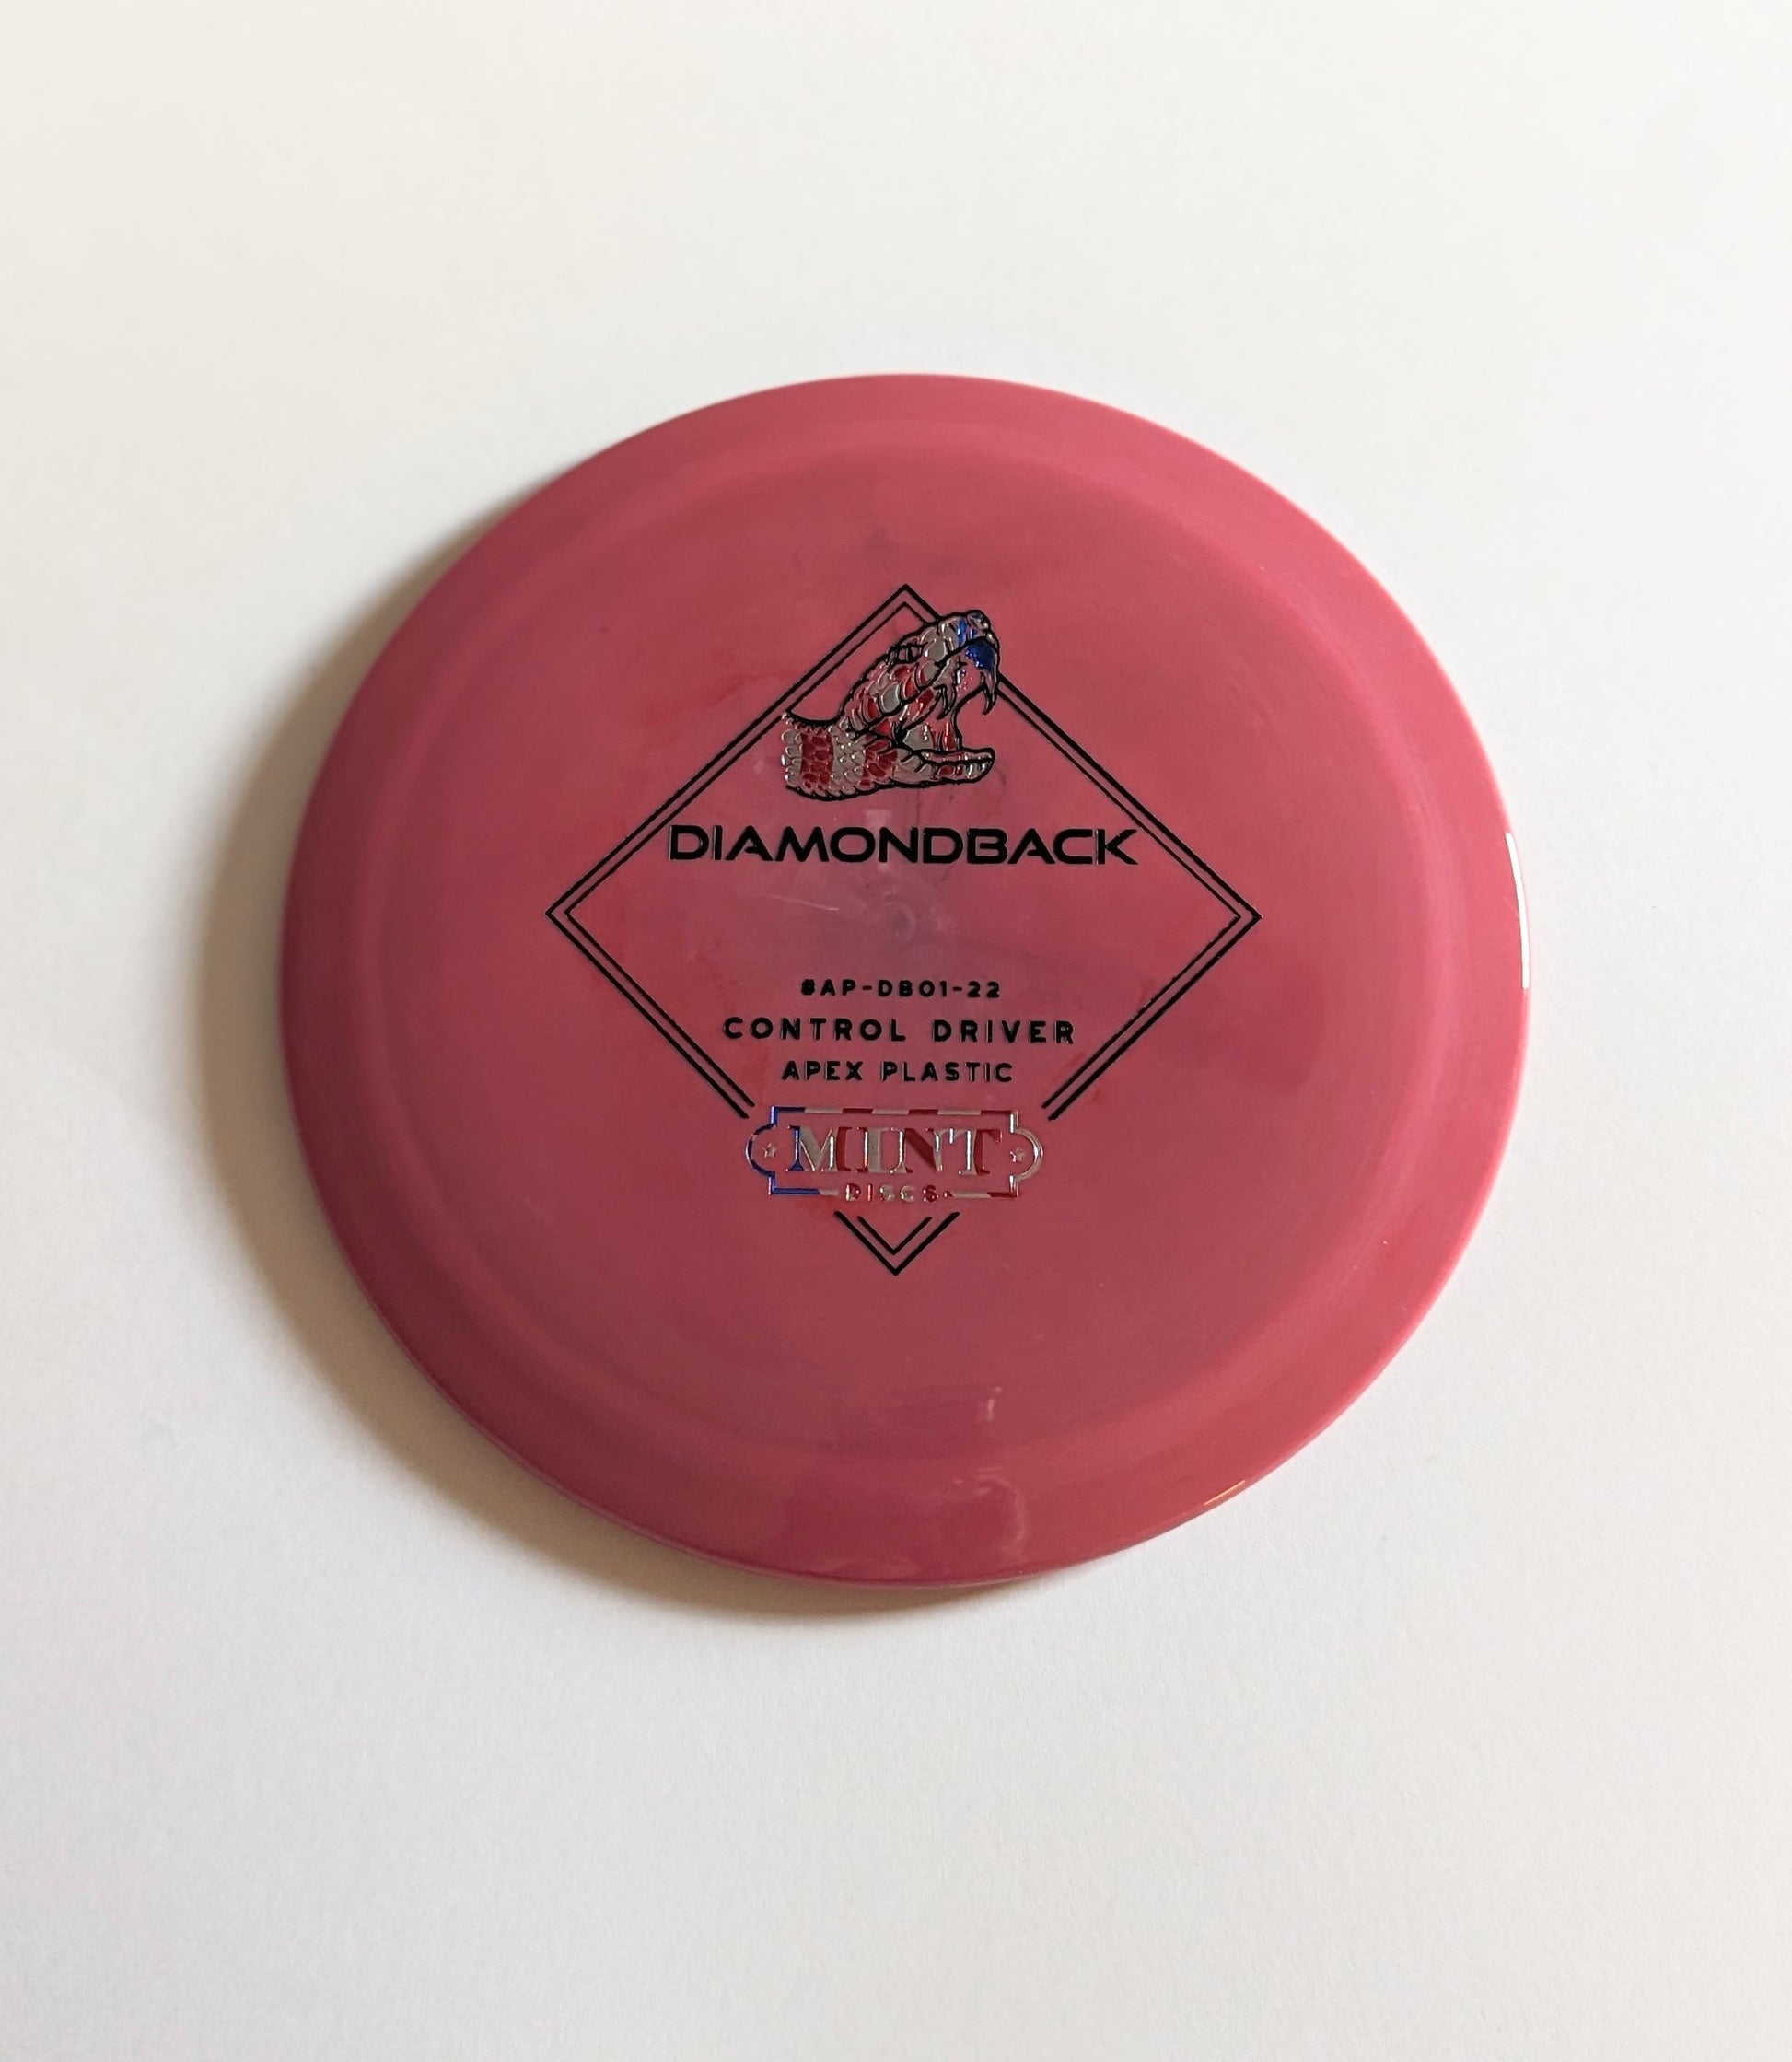 DIAMONDBACK
#AP-DB01-22
CONTROL DRIVER
APEX PLASTIC
MINT
DISCS